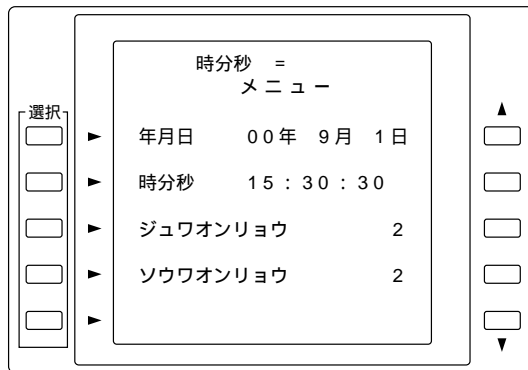 時分秒 =
メニュー
選択
年月日 00年 9月 1日
時分秒 15:30:30
ジュワオンリョウ 2
ソウワオンリョウ 2